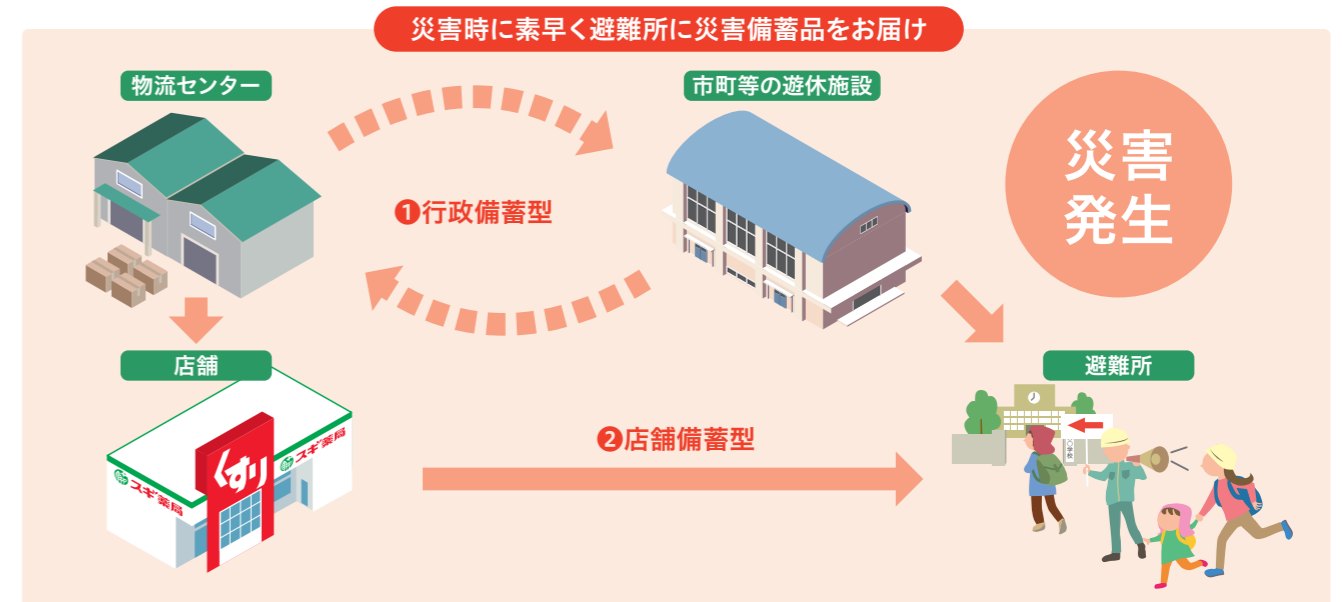 災害時に素早く避難所に災害備蓄品をお届け
物流センター
市町等の遊休施設
災害
発生
❶行政備蓄型
店舗
避難所
❷店舗備蓄型
くすり
スギ薬局
スギ薬局
〇学校